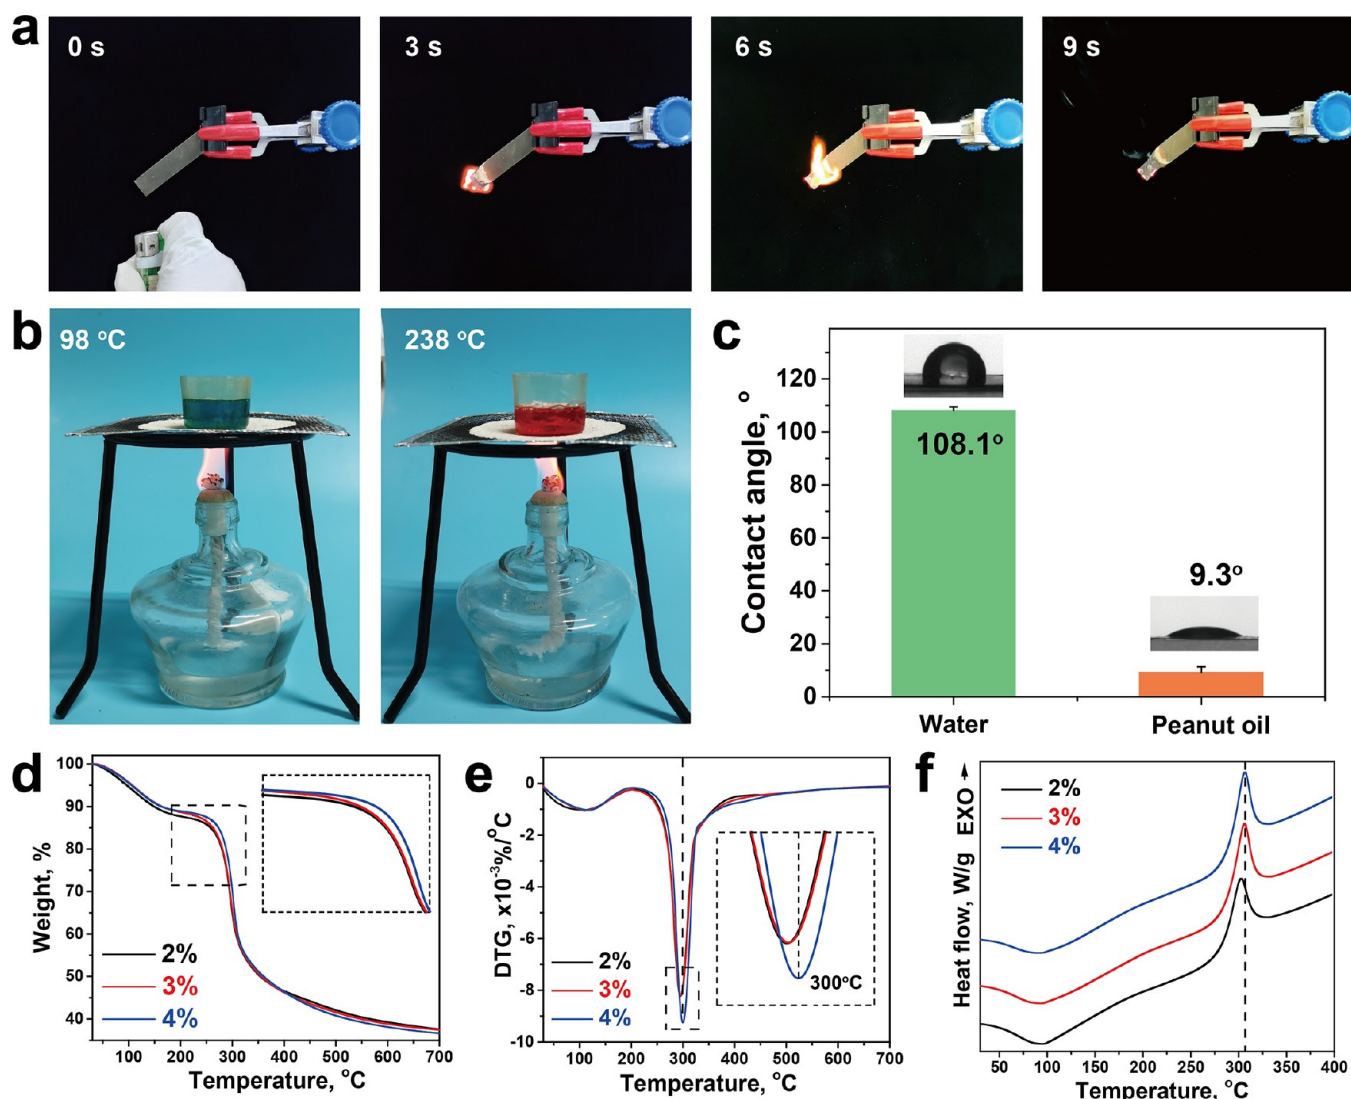 a
0 s
3 s
6 s
9 s
b
98 °C
238 °C
c
Contact angle, °
120
100
80
60
40
20
0
108.1°
9.3°
Water
Peanut oil
d
Weight, %
100
90
80
70
60
50
40
2%
3%
4%
100 200 300 400 500 600 700
Temperature, °C
e
DTG, x10⁻³%/°C
0
-2
-4
-6
-8
-10
300°C
2%
3%
4%
100 200 300 400 500 600 700
Temperature, °C
f
Heat flow, W/g EXO
2%
3%
4%
50 100 150 200 250 300 350 400
Temperature, °C